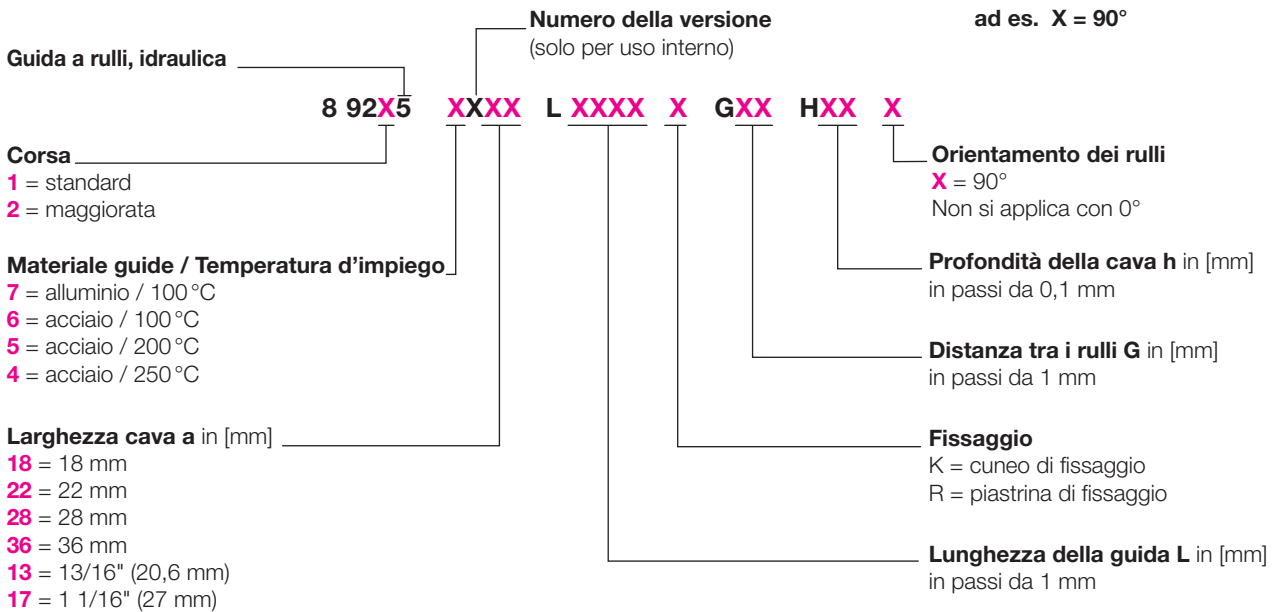 Numero della versione
(solo per uso interno)
ad es. X = 90°
Guida a rulli, idraulica
8 92X5 XXXX L XXXX X GXX HXX X
Corsa
1 = standard
2 = maggiorata
Materiale guide / Temperatura d'impiego
7 = alluminio / 100 °C
6 = acciaio / 100 °C
5 = acciaio / 200 °C
4 = acciaio / 250 °C
Larghezza cava a in [mm]
18 = 18 mm
22 = 22 mm
28 = 28 mm
36 = 36 mm
13 = 13/16" (20,6 mm)
17 = 1 1/16" (27 mm)
Orientamento dei rulli
X = 90°
Non si applica con 0°
Profondità della cava h in [mm]
in passi da 0,1 mm
Distanza tra i rulli G in [mm]
in passi da 1 mm
Fissaggio
K = cuneo di fissaggio
R = piastrina di fissaggio
Lunghezza della guida L in [mm]
in passi da 1 mm